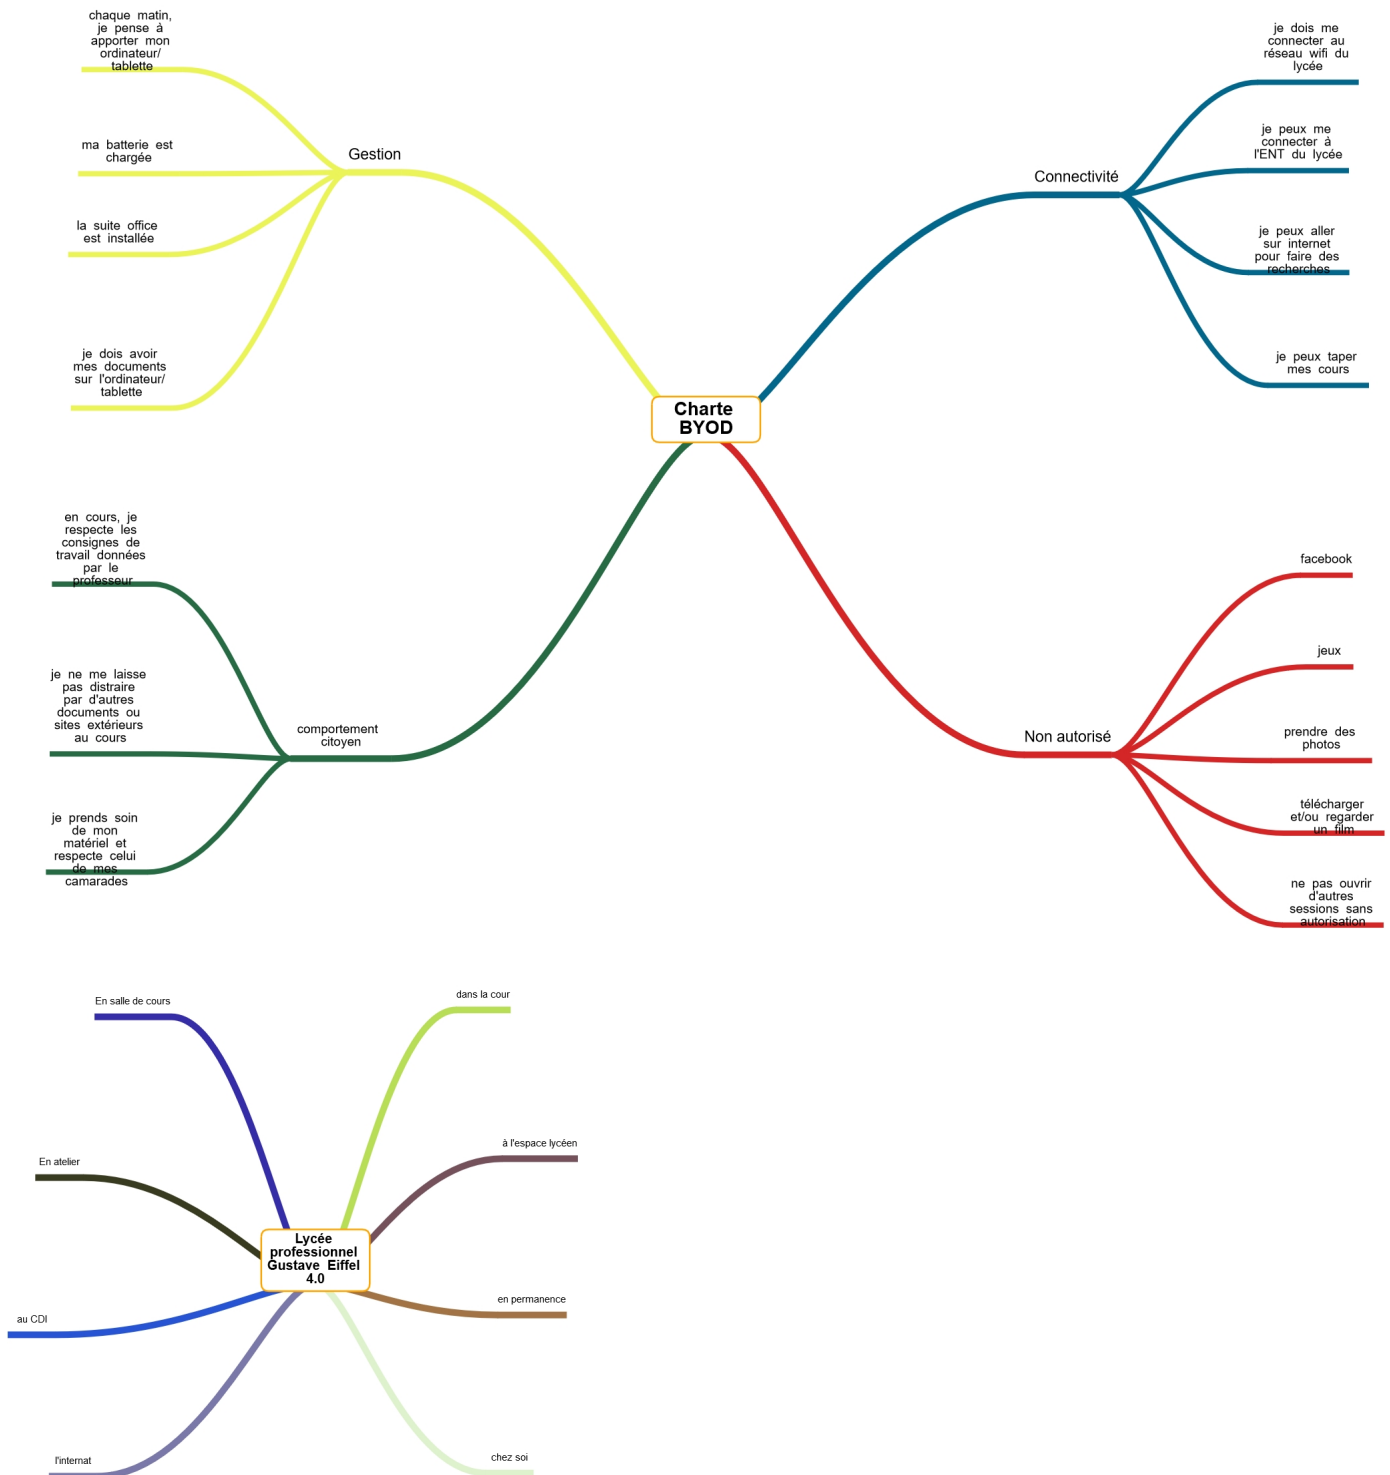 Charte
BYOD
Gestion
chaque matin,
je pense à
apporter mon
ordinateur/
tablette
ma batterie est
chargée
la suite office
est installée
je dois avoir
mes documents
sur l'ordinateur/
tablette
Connectivité
je dois me
connecter au
réseau wifi du
lycée
je peux me
connecter à
l'ENT du lycée
je peux aller
sur internet
pour faire des
recherches
je peux taper
mes cours
comportement
citoyen
en cours, je
respecte les
consignes de
travail données
par le
professeur
je ne me laisse
pas distraire
par d'autres
documents ou
sites extérieurs
au cours
je prends soin
de mon
matériel et
respecte celui
de mes
camarades
Non autorisé
facebook
jeux
prendre des
photos
télécharger
et/ou regarder
un film
ne pas ouvrir
d'autres
sessions sans
autorisation
Lycée
professionnel
Gustave Eiffel
4.0
En salle de cours
En atelier
au CDI
l'internat
dans la cour
à l'espace lycéen
en permanence
chez soi